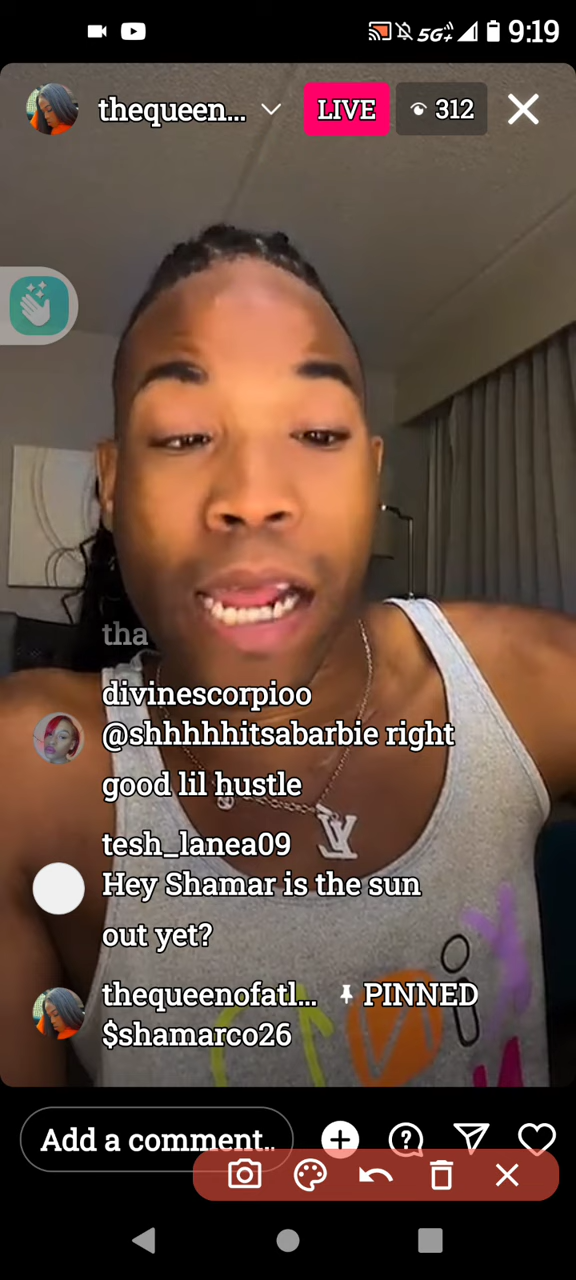 5G+
9:19
thequeen...
LIVE
312
tha
divinescorpioo
@shhhhhitsabarbie right
good lil hustle
tesh_lanea09
Hey Shamar is the sun
out yet?
thequeenofatl... PINNED
$shamarco26
Add a comment..